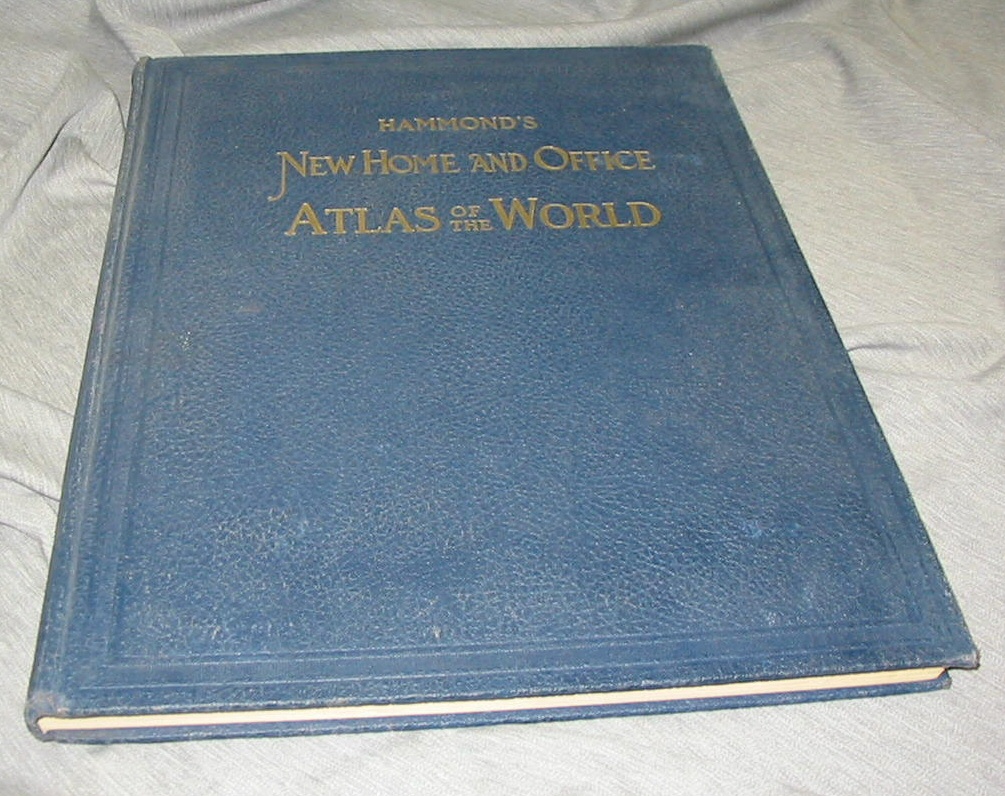 HAMMOND'S
NEW HOME AND OFFICE
ATLAS OF THE WORLD